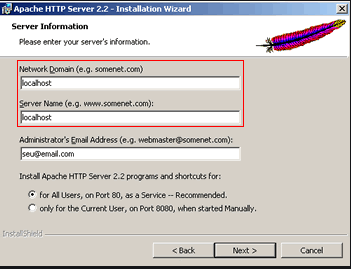 Apache HTTP Server 2.2 - Installation Wizard
Server Information
Please enter your server's information.
Network Domain (e.g. somenet.com)
localhost
Server Name (e.g. www.somenet.com):
localhost
Administrator's Email Address (e.g. webmaster@somenet.com):
seu@email.com
Install Apache HTTP Server 2.2 programs and shortcuts for:
for All Users, on Port 80, as a Service -- Recommended.
only for the Current User, on Port 8080, when started Manually.
InstallShield
< Back Next > Cancel